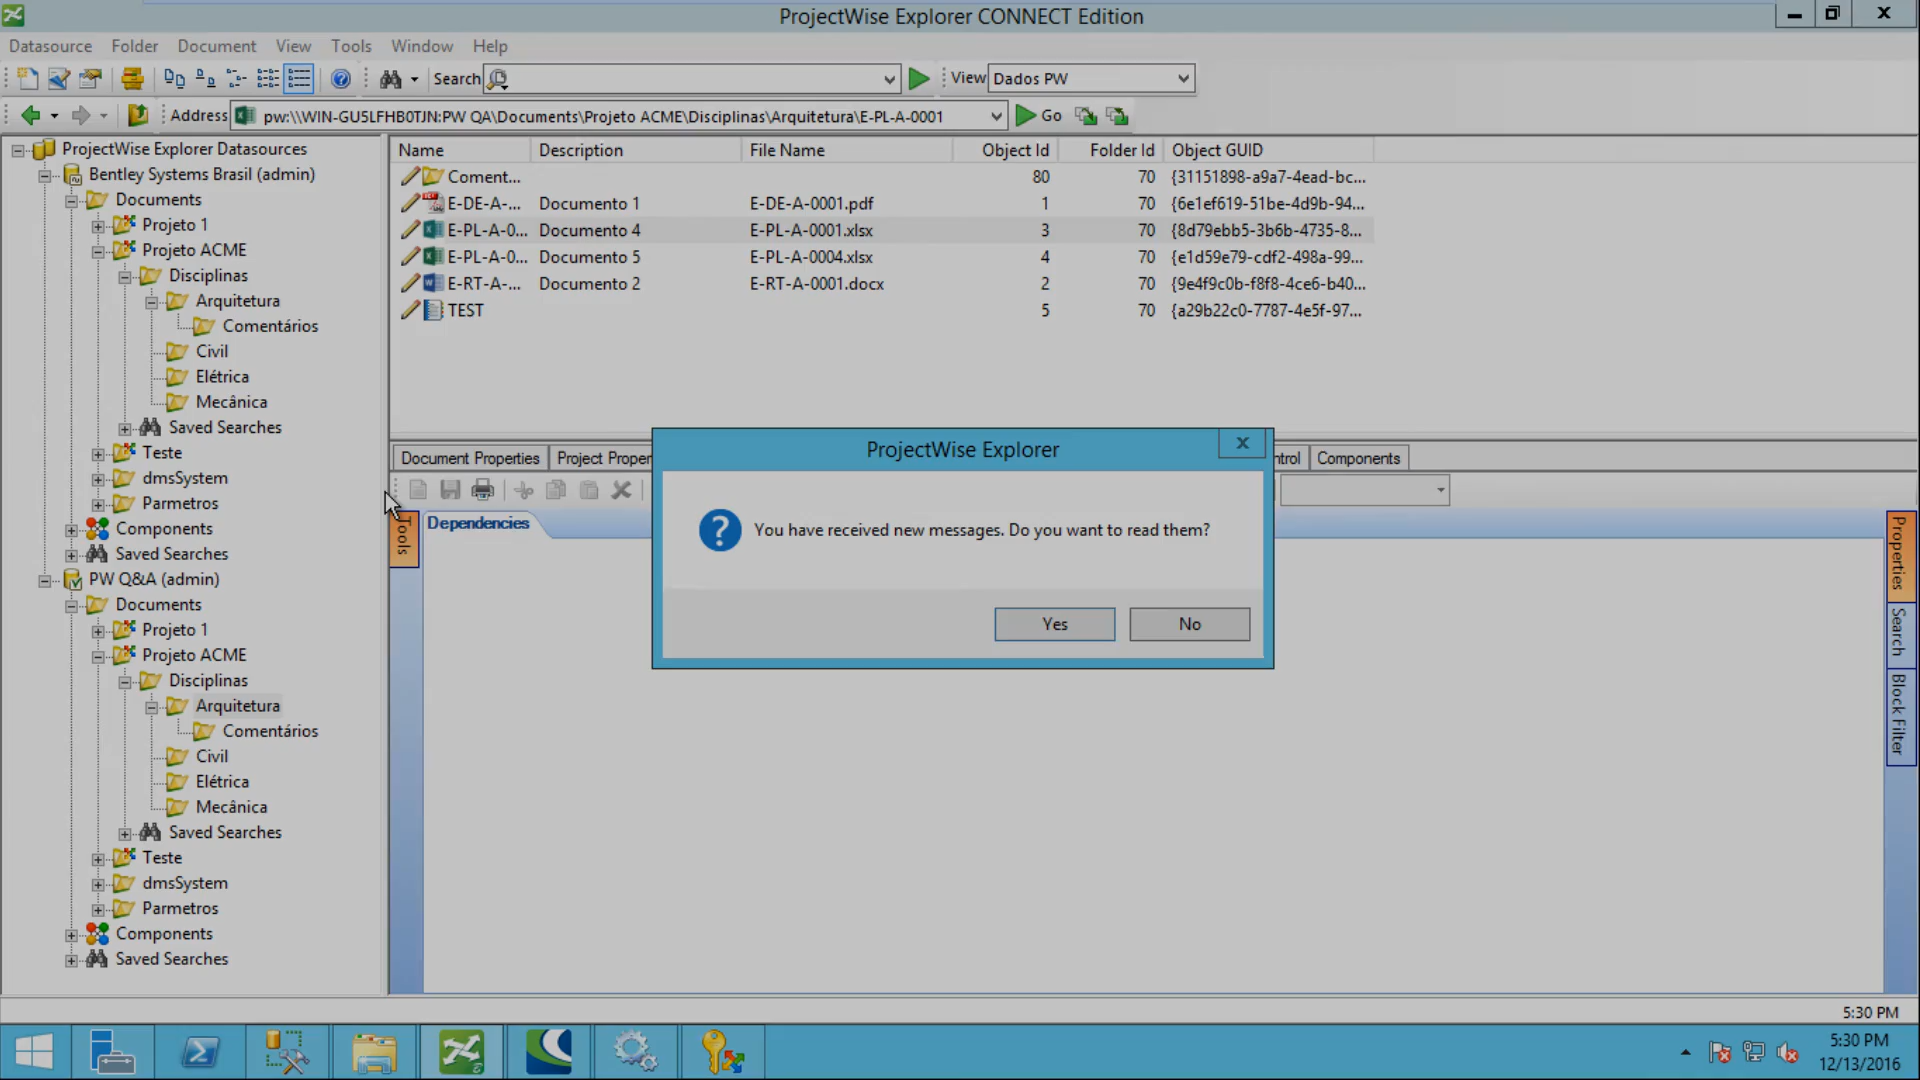 ProjectWise Explorer CONNECT Edition
Datasource Folder Document View Tools Window Help
Search View Dados PW
Address pw:\\WIN-GU5LFHB0TJN:PW QA\Documents\Projeto ACME\Disciplinas\Arquitetura\E-PL-A-0001 Go
ProjectWise Explorer Datasources
Bentley Systems Brasil (admin)
Documents
Projeto 1
Projeto ACME
Disciplinas
Arquitetura
Comentários
Civil
Elétrica
Mecânica
Saved Searches
Teste
dmsSystem
Parmetros
Components
Saved Searches
PW Q&A (admin)
Documents
Projeto 1
Projeto ACME
Disciplinas
Arquitetura
Comentários
Civil
Elétrica
Mecânica
Saved Searches
Teste
dmsSystem
Parmetros
Components
Saved Searches
Name Description File Name Object Id Folder Id Object GUID
Coment... 80 70 {31151898-a9a7-4ead-bc...
E-DE-A-... Documento 1 E-DE-A-0001.pdf 1 70 {6e1ef619-51be-4d9b-94...
E-PL-A-0... Documento 4 E-PL-A-0001.xlsx 3 70 {8d79ebb5-3b6b-4735-8...
E-PL-A-0... Documento 5 E-PL-A-0004.xlsx 4 70 {e1d59e79-cdf2-498a-99...
E-RT-A-... Documento 2 E-RT-A-0001.docx 2 70 {9e4f9c0b-f8f8-4ce6-b40...
TEST 5 70 {a29b22c0-7787-4e5f-97...
Document Properties Project Proper ntrol Components
Tools
Dependencies
ProjectWise Explorer
You have received new messages. Do you want to read them?
Yes No
Properties
Search
Block Filter
5:30 PM
5:30 PM
12/13/2016